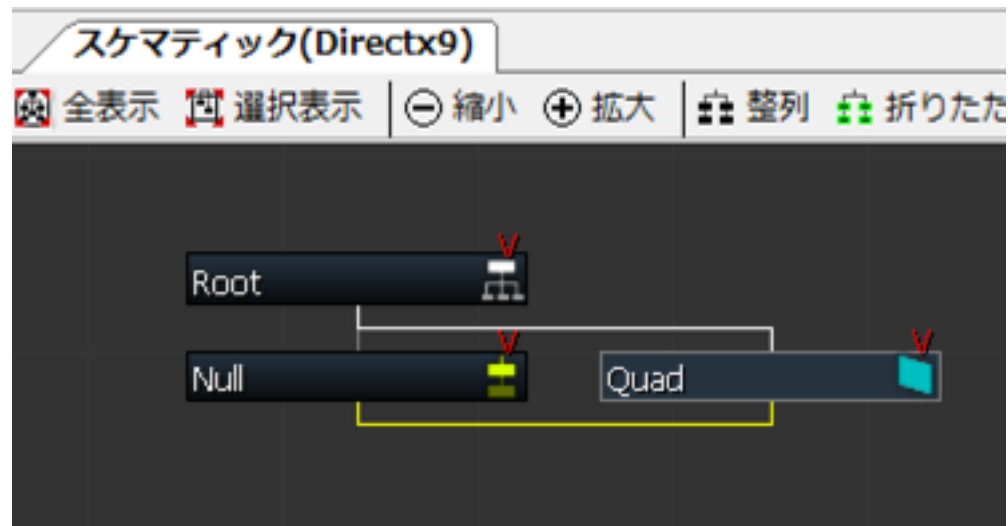 スケマティック(Directx9)
全表示 選択表示 縮小 拡大 整列 折りたた
V
Root
V V
Null Quad